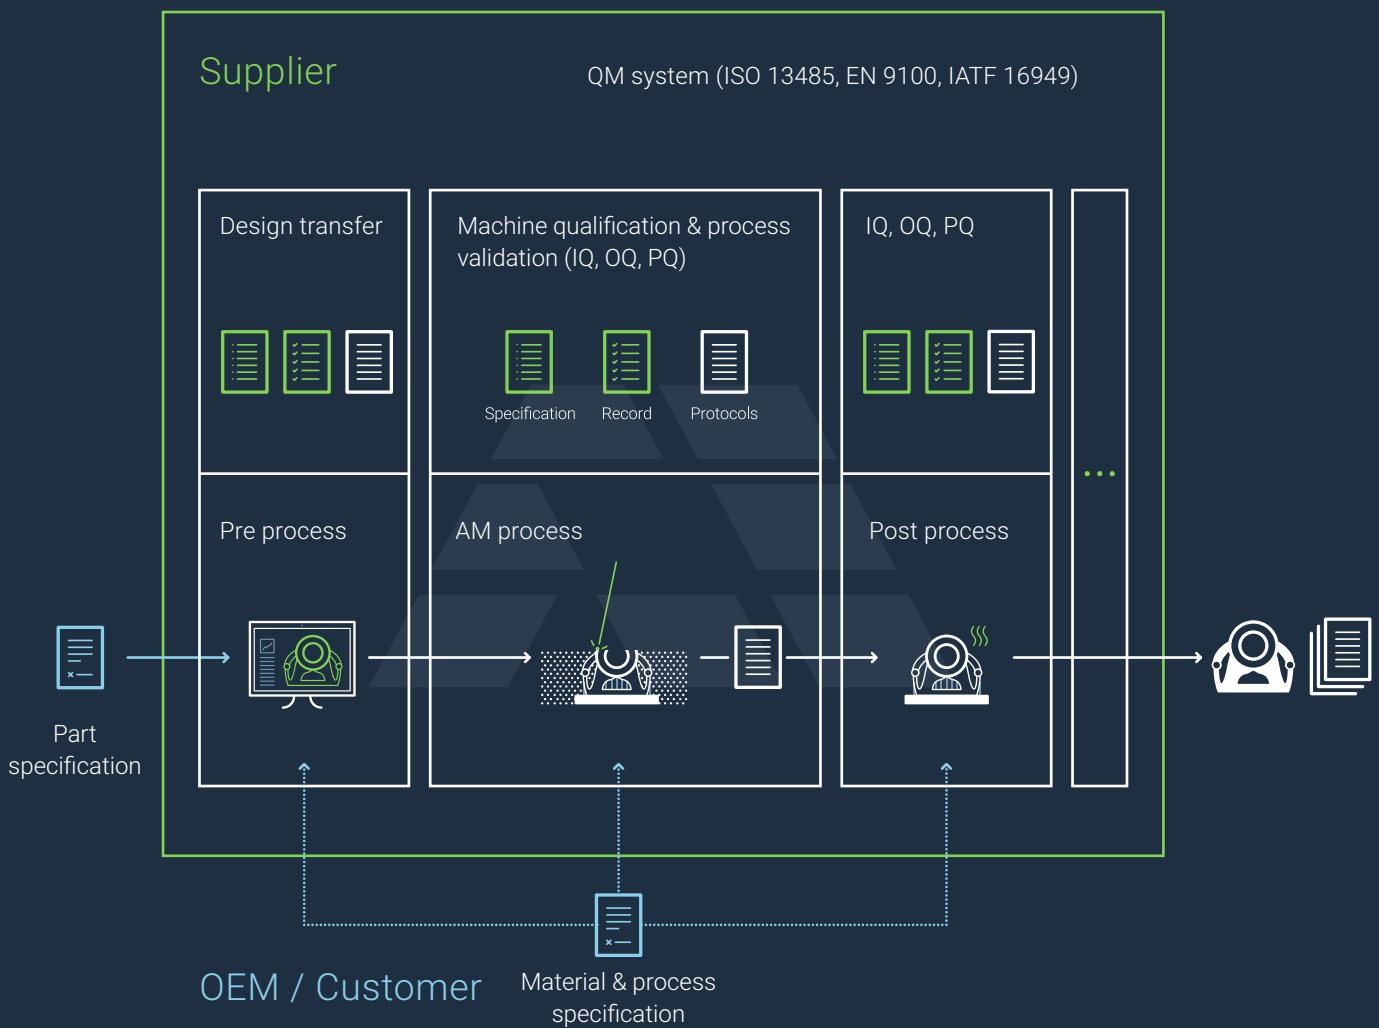 Supplier
QM system (ISO 13485, EN 9100, IATF 16949)
Design transfer
Machine qualification & process
validation (IQ, OQ, PQ)
IQ, OQ, PQ
Specification
Record
Protocols
Pre process
AM process
Post process
Part
specification
OEM / Customer
Material & process
specification